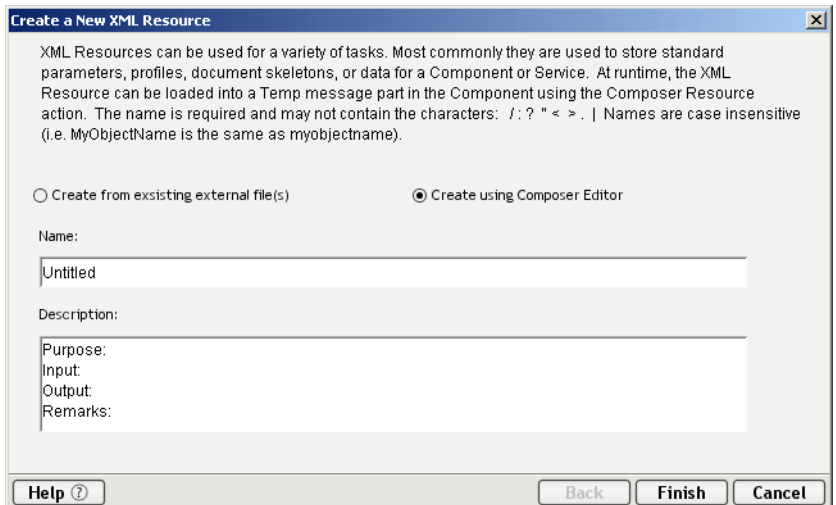 Create a New XML Resource
XML Resources can be used for a variety of tasks. Most commonly they are used to store standard
parameters, profiles, document skeletons, or data for a Component or Service. At runtime, the XML
Resource can be loaded into a Temp message part in the Component using the Composer Resource
action. The name is required and may not contain the characters: / : ? " < > . | Names are case insensitive
(i.e. MyObjectName is the same as myobjectname).
Create from exsisting external file(s) Create using Composer Editor
Name:
Untitled
Description:
Purpose:
Input:
Output:
Remarks:
Help ? Back Finish Cancel